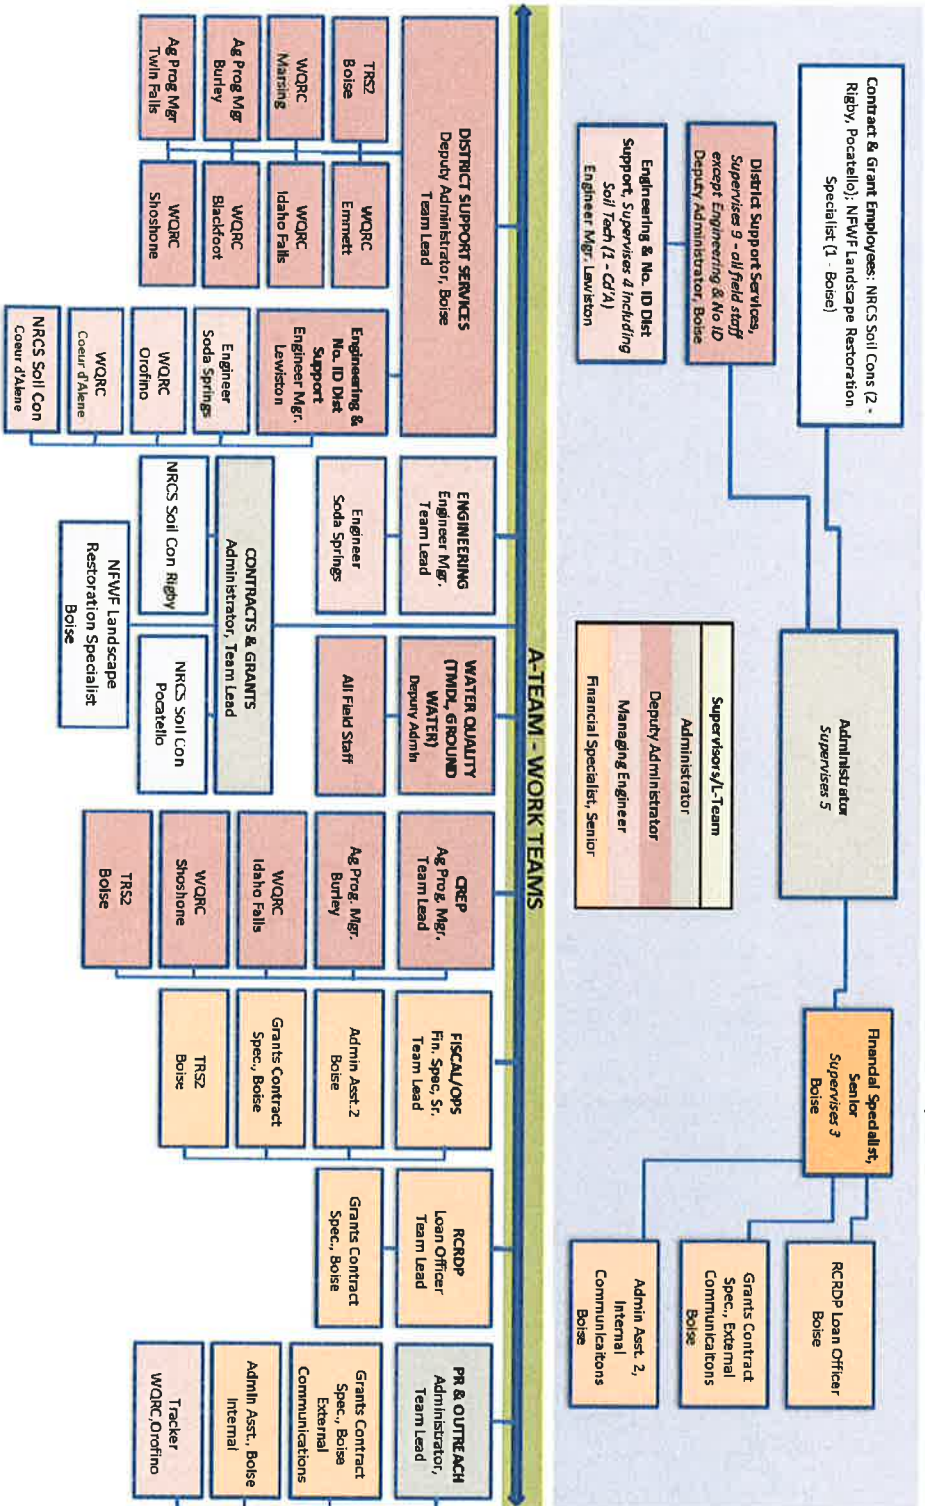 Contract & Grant Employees: NRCS Soil Cons (2 -
Rigby, Pocatello); NFWF Landscape Restoration
Specialist (1 - Boise)
District Support Services,
Supervises 9 - all field staff
except Engineering & No ID
Deputy Administrator, Boise
Engineering & No. ID Dist
Support, Supervises 4 including
Soil Tech (1 - Cd'A)
Engineer Mgr. Lewiston
Administrator
Supervises 5
Supervisors/L-Team
Administrator
Deputy Administrator
Managing Engineer
Financial Specialist, Senior
Financial Specialist,
Senior
Supervises 3
Boise
RCRDP Loan Officer
Boise
Grants Contract
Spec., External
Communicaitons
Boise
Admin Asst. 2,
Internal
Communicaitons
Boise
A-TEAM - WORK TEAMS
DISTRICT SUPPORT SERVICES
Deputy Administrator, Boise
Team Lead
TRS2
Boise
WQRC
Emmett
WQRC
Marsing
WQRC
Idaho Falls
Ag Prog Mgr
Burley
WQRC
Blackfoot
Ag Prog Mgr
Twin Falls
WQRC
Shoshone
Engineering &
No. ID Dist
Support
Engineer Mgr.
Lewiston
Engineer
Soda Springs
WQRC
Orofino
WQRC
Coeur d'Alene
NRCS Soil Con
Coeur d'Alene
ENGINEERING
Engineer Mgr.
Team Lead
Engineer
Soda Springs
CONTRACTS & GRANTS
Administrator, Team Lead
NRCS Soil Con Rigby
NRCS Soil Con
Pocatello
NFWF Landscape
Restoration Specialist
Boise
WATER QUALITY
(TMDL, GROUND
WATER)
Deputy Admin
All Field Staff
CREP
Ag Prog. Mgr.
Team Lead
Ag Prog. Mgr.
Burley
WQRC
Idaho Falls
WQRC
Shoshone
TRS2
Boise
FISCAL/OPS
Fin. Spec, Sr.
Team Lead
Admin Asst.2
Boise
Grants Contract
Spec., Boise
TRS2
Boise
RCRDP
Loan Officer
Team Lead
Grants Contract
Spec., Boise
PR & OUTREACH
Administrator,
Team Lead
Grants Contract
Spec., Boise
External
Communications
Admin Asst., Boise
Internal
Tracker
WQRC, Orofino